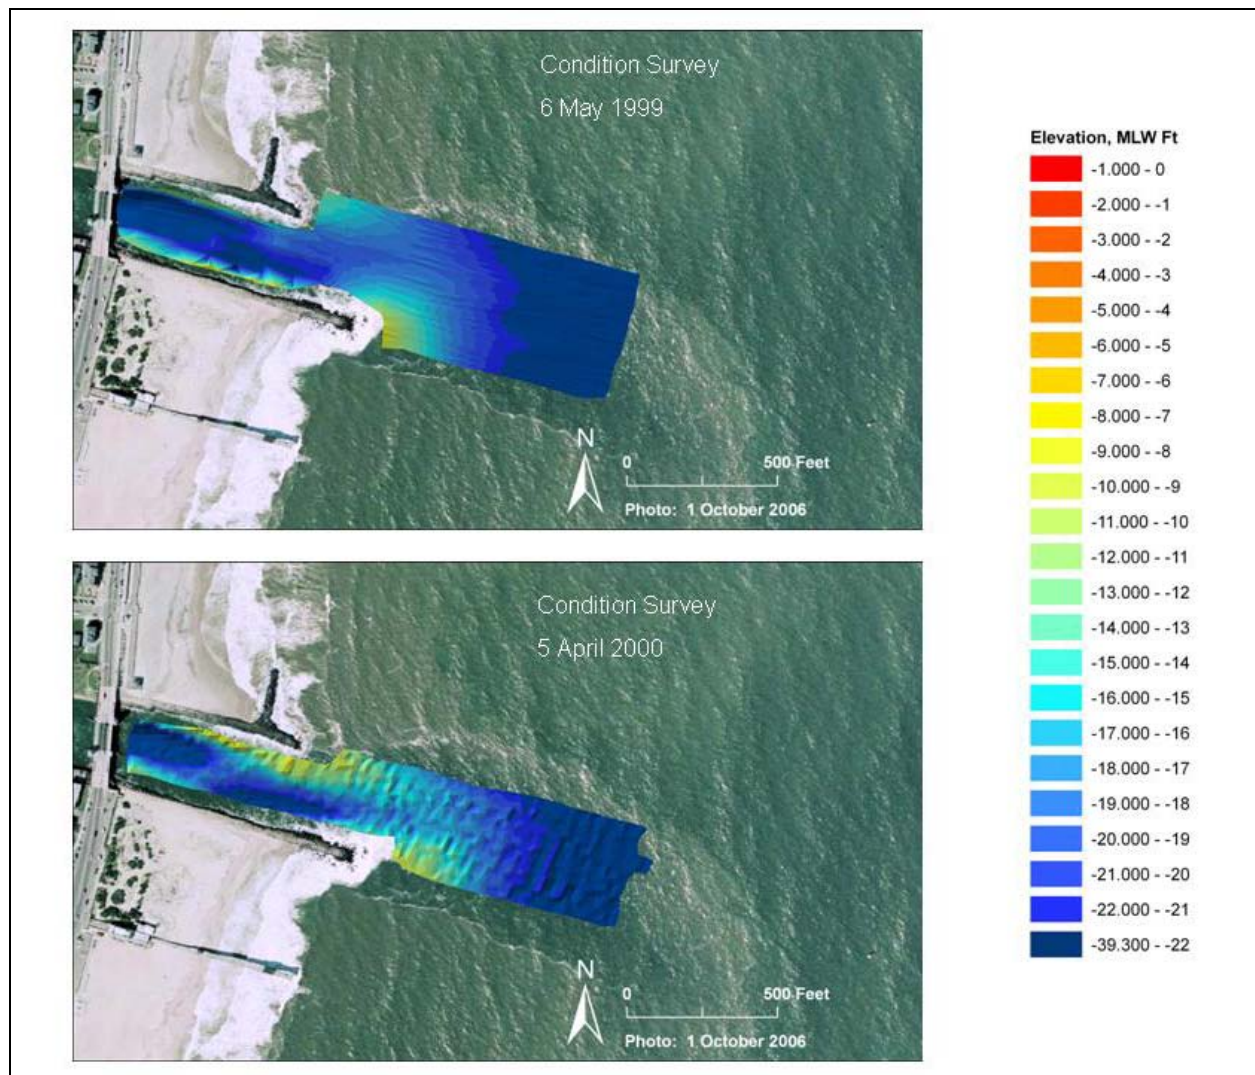 Condition Survey
6 May 1999
N
0 500 Feet
Photo: 1 October 2006
Condition Survey
5 April 2000
N
0 500 Feet
Photo: 1 October 2006
Elevation, MLW Ft
-1.000 - 0
-2.000 - -1
-3.000 - -2
-4.000 - -3
-5.000 - -4
-6.000 - -5
-7.000 - -6
-8.000 - -7
-9.000 - -8
-10.000 - -9
-11.000 - -10
-12.000 - -11
-13.000 - -12
-14.000 - -13
-15.000 - -14
-16.000 - -15
-17.000 - -16
-18.000 - -17
-19.000 - -18
-20.000 - -19
-21.000 - -20
-22.000 - -21
-39.300 - -22